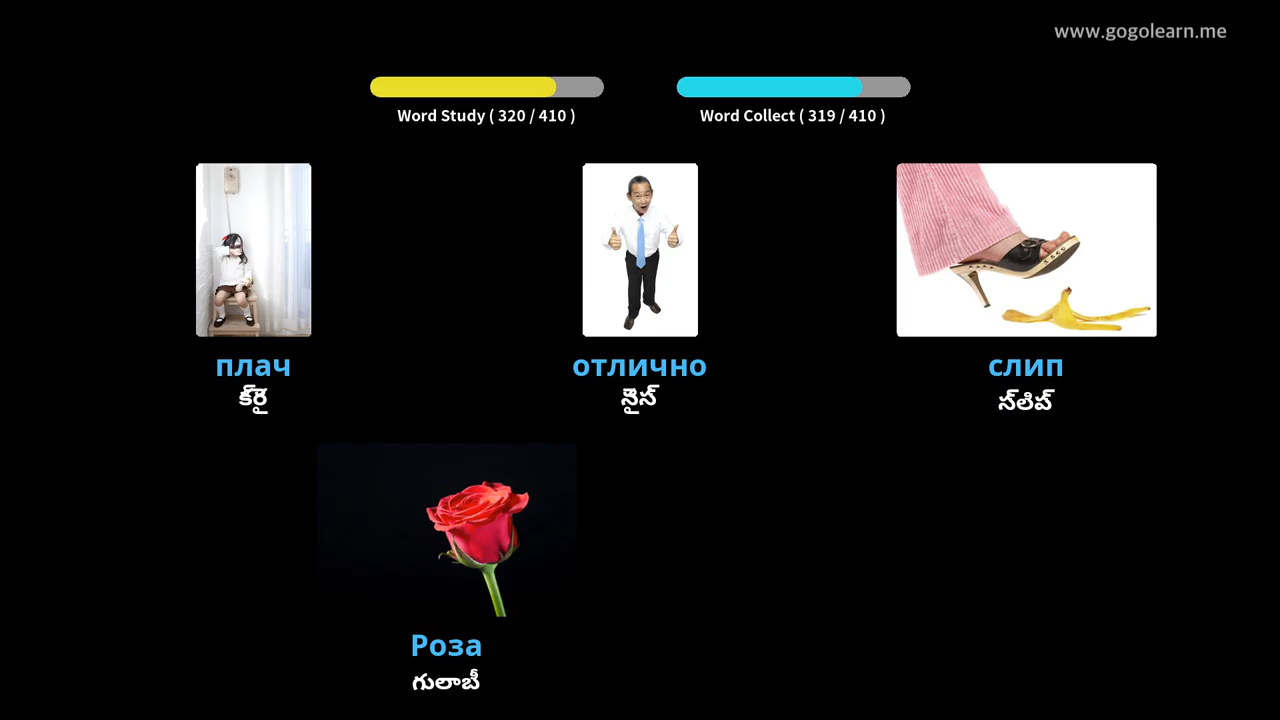 www.gogolearn.me
Word Study ( 320 / 410 )
Word Collect ( 319 / 410 )
плач
отлично
слип
క్‌రై
నైస్
స్‌లిప్
Роза
గులాబీ